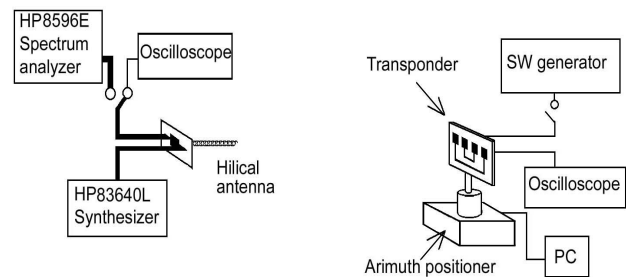 HP8596E
Spectrum
analyzer
Oscilloscope
Hilical
antenna
HP83640L
Synthesizer
Transponder
SW generator
Oscilloscope
Arimuth positioner
PC